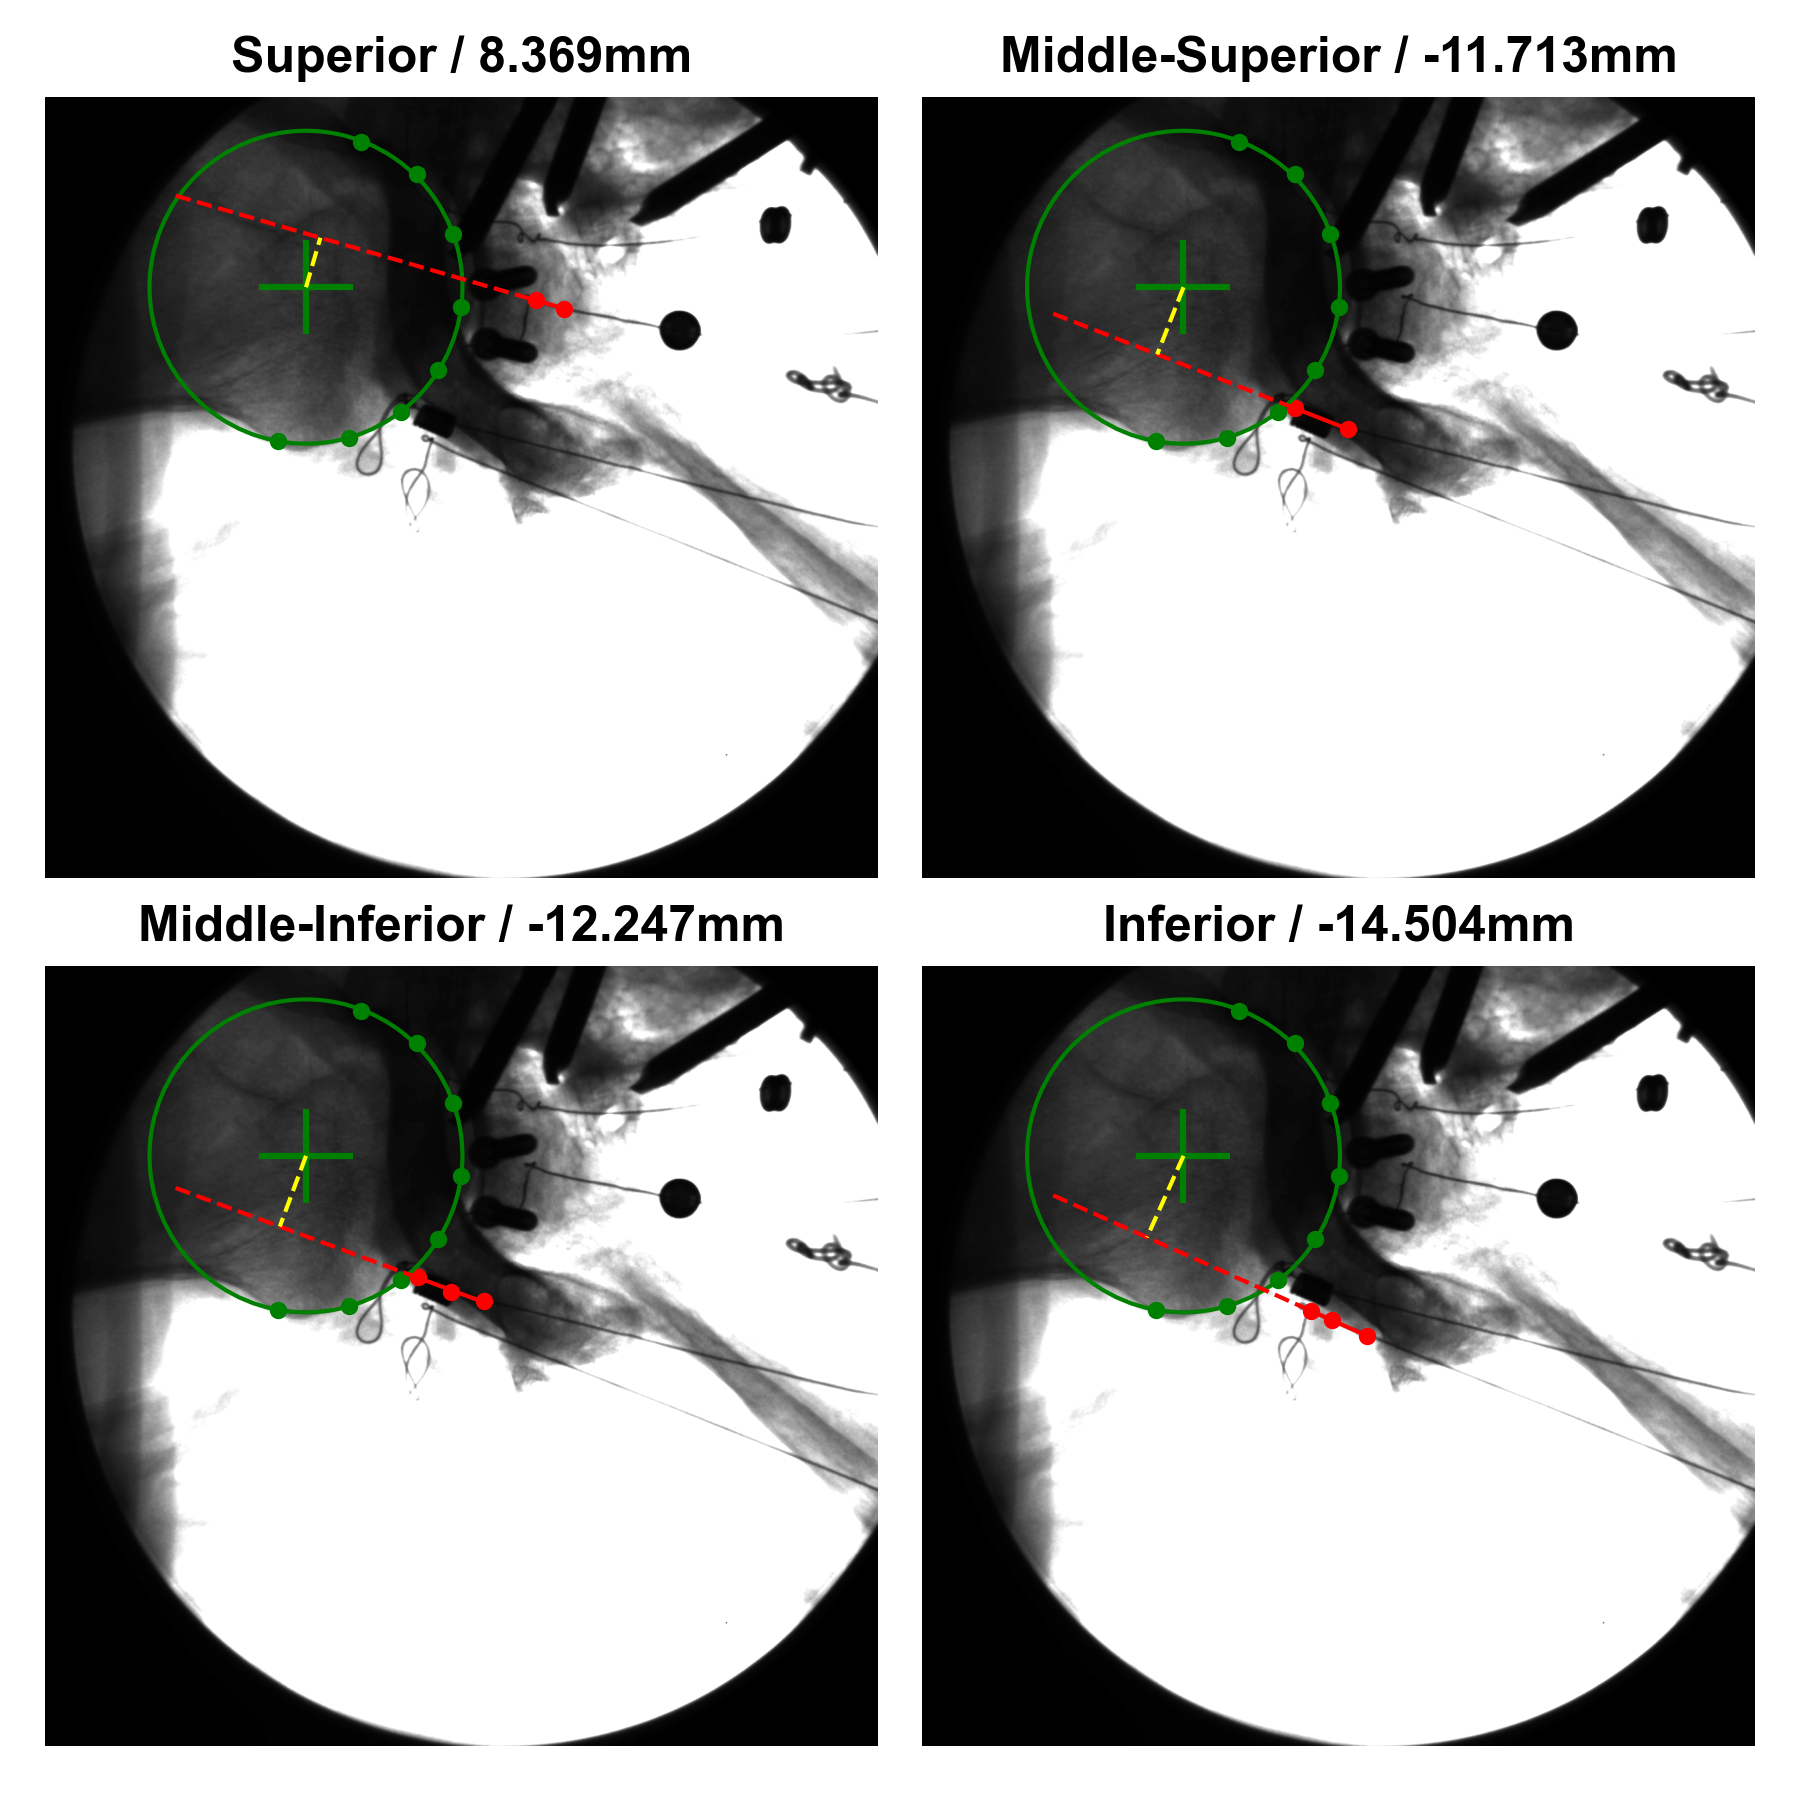 Superior / 8.369mm
Middle-Superior / -11.713mm
Middle-Inferior / -12.247mm
Inferior / -14.504mm